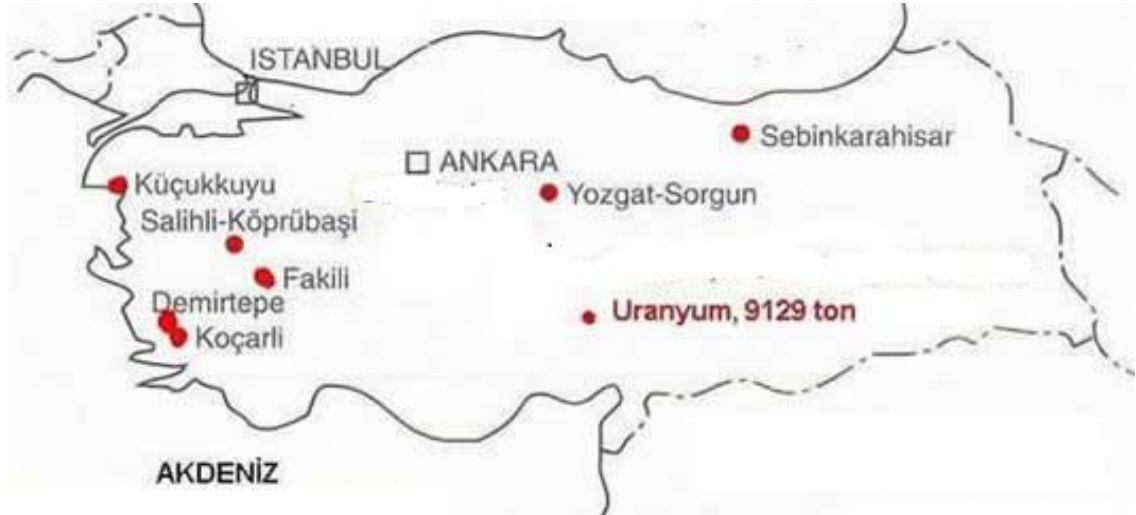 ISTANBUL
Sebinkarahisar
ANKARA
Küçukkuyu
Yozgat-Sorgun
Salihli-Köprübaşi
Fakili
Demirtepe
Uranyum, 9129 ton
Koçarli
AKDENİZ